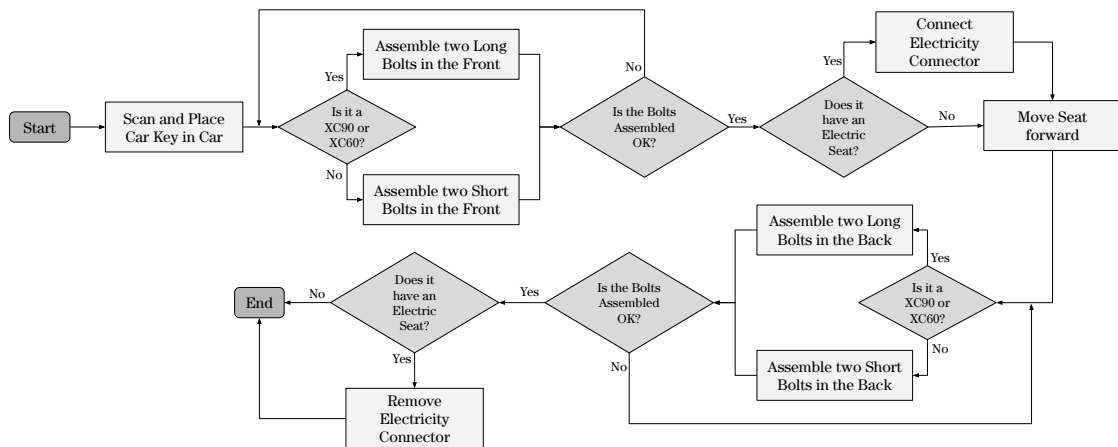 Start
Scan and Place
Car Key in Car
Is it a
XC90 or
XC60?
Yes
Assemble two Long
Bolts in the Front
No
Assemble two Short
Bolts in the Front
Is the Bolts
Assembled
OK?
No
Yes
Does it
have an
Electric
Seat?
Yes
Connect
Electricity
Connector
No
Move Seat
forward
Is it a
XC90 or
XC60?
Yes
Assemble two Long
Bolts in the Back
No
Assemble two Short
Bolts in the Back
Is the Bolts
Assembled
OK?
No
Yes
Does it
have an
Electric
Seat?
Yes
Remove
Electricity
Connector
No
End